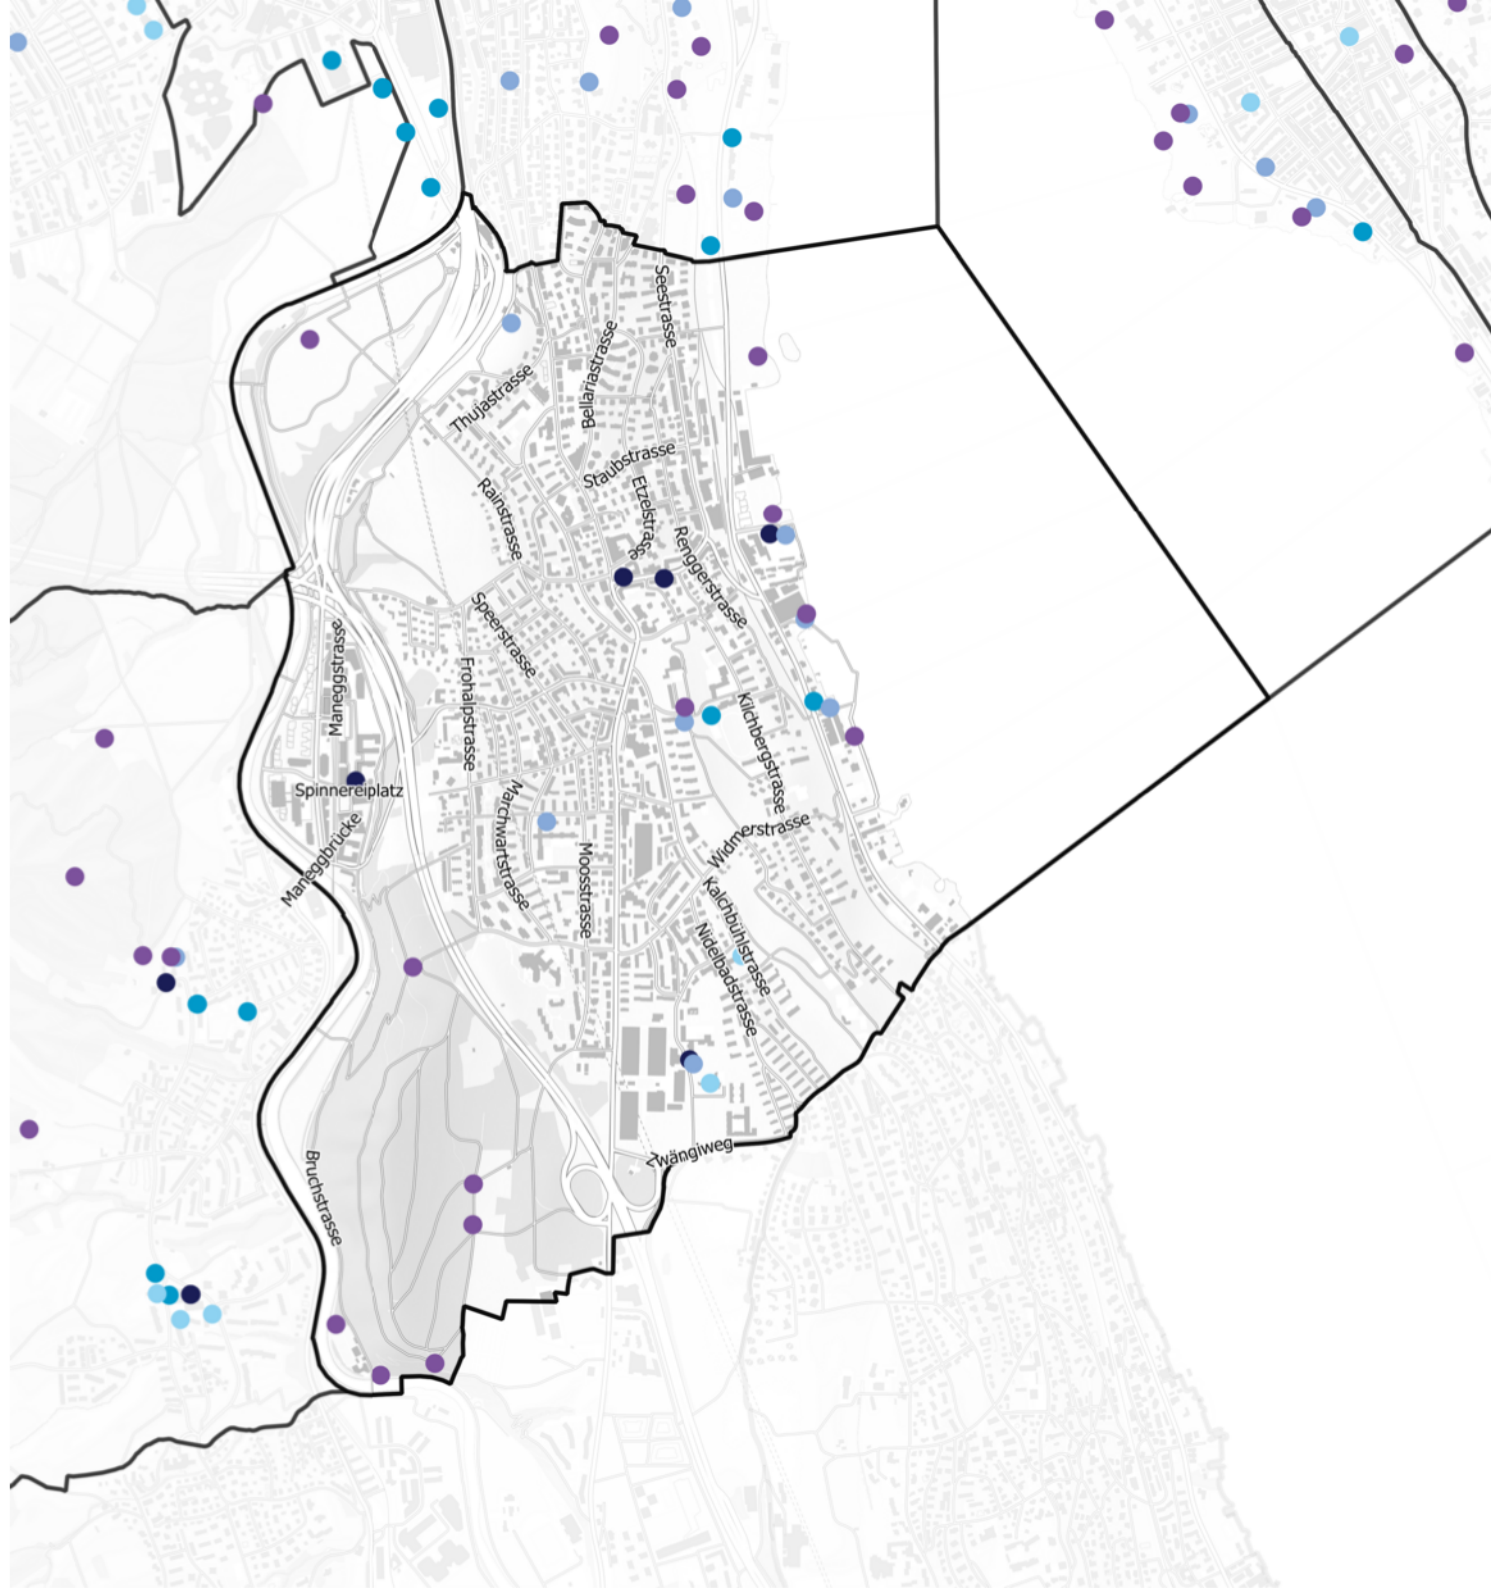 Seestrasse
Bellariastrasse
Thujastrasse
Staubstrasse
Etzelstrasse
Rainstrasse
Renggerstrasse
Speerstrasse
Maneggstrasse
Frohalpstrasse
Kilchbergstrasse
Spinnereiplatz
Marchwartstrasse
Maneggbrücke
Widmerstrasse
Moosstrasse
Kalchbühlstrasse
Nidelbadstrasse
Zwängiweg
Bruchstrasse